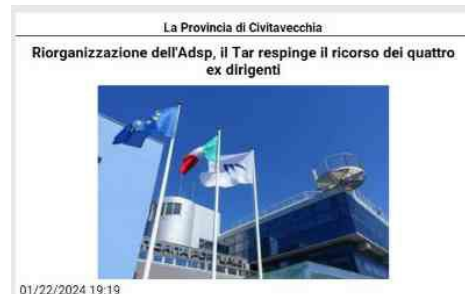 La Provincia di Civitavecchia
Riorganizzazione dell'Adsp, il Tar respinge il ricorso dei quattro
ex dirigenti
01/22/2024 19:19